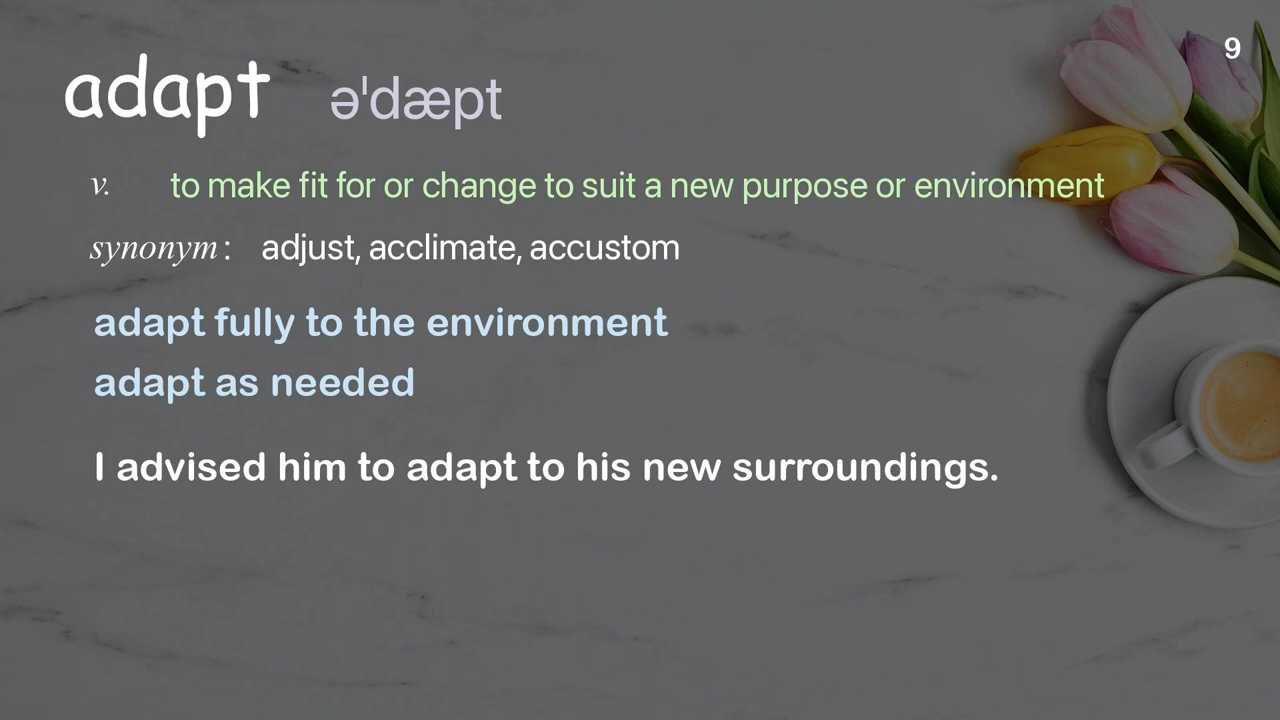 9
adapt ə'dæpt
v. to make fit for or change to suit a new purpose or environment
synonym: adjust, acclimate, accustom
adapt fully to the environment
adapt as needed
I advised him to adapt to his new surroundings.